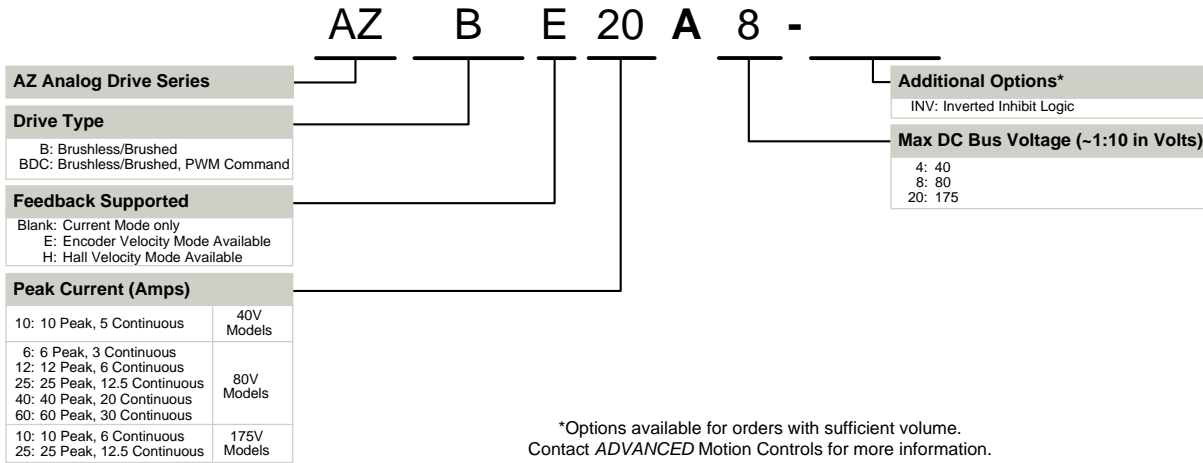 AZ B E 20 A 8 -
AZ Analog Drive Series
Drive Type
B: Brushless/Brushed
BDC: Brushless/Brushed, PWM Command
Feedback Supported
Blank: Current Mode only
E: Encoder Velocity Mode Available
H: Hall Velocity Mode Available
Peak Current (Amps)
10: 10 Peak, 5 Continuous
40V
Models
6: 6 Peak, 3 Continuous
12: 12 Peak, 6 Continuous
25: 25 Peak, 12.5 Continuous
40: 40 Peak, 20 Continuous
60: 60 Peak, 30 Continuous
80V
Models
10: 10 Peak, 6 Continuous
25: 25 Peak, 12.5 Continuous
175V
Models
Additional Options*
INV: Inverted Inhibit Logic
Max DC Bus Voltage (~1:10 in Volts)
4: 40
8: 80
20: 175
*Options available for orders with sufficient volume.
Contact ADVANCED Motion Controls for more information.